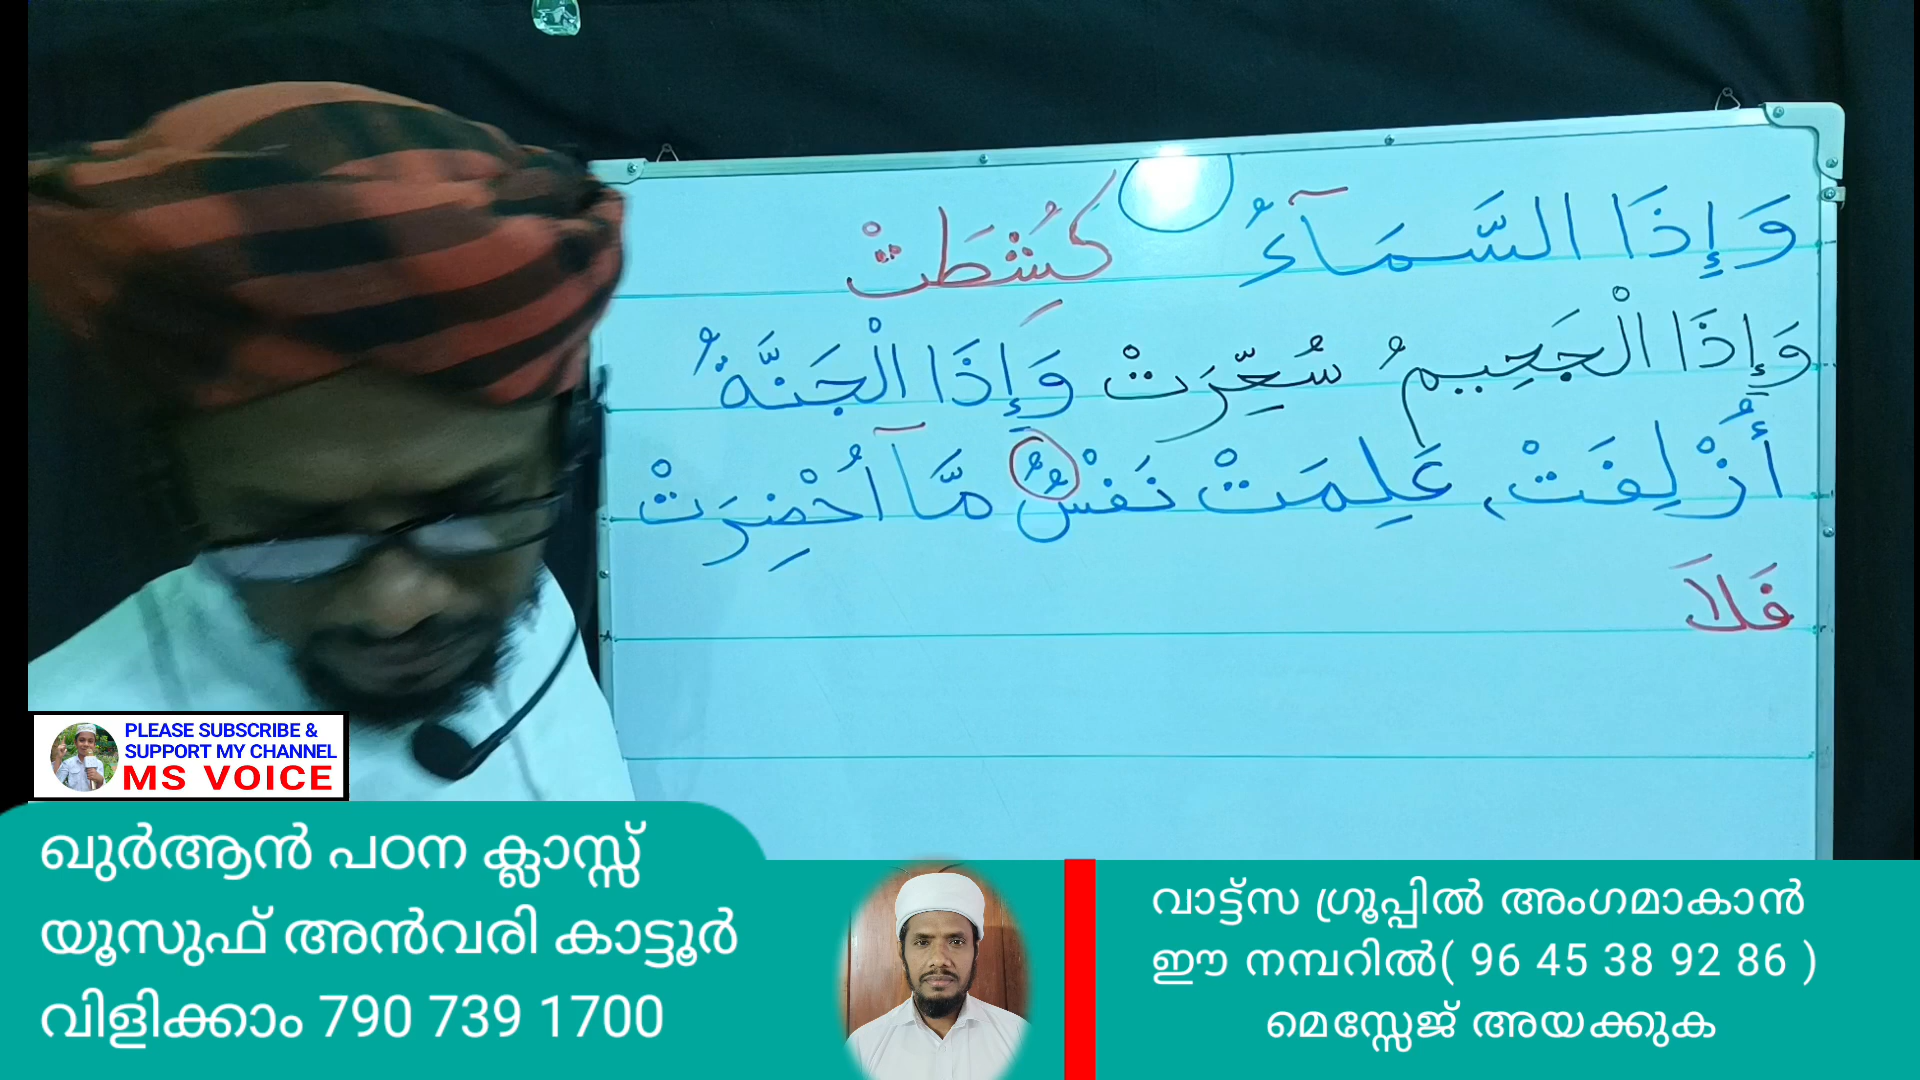 وَإِذَا السَّمَآءُ كُشِطَتْ
وَإِذَا الْجَحِيمُ سُعِّرَتْ وَإِذَا الْجَنَّةُ
أُزْلِفَتْ، عَلِمَتْ نَفْسٌ مَّآ أُحْضِرَتْ
فَلَا
PLEASE SUBSCRIBE &
SUPPORT MY CHANNEL
MS VOICE
ഖുർആൻ പഠന ക്ലാസ്സ്
യൂസുഫ് അൻവരി കാട്ടൂർ
വിളിക്കാം 790 739 1700
വാട്ട്സ ഗ്രൂപ്പിൽ അംഗമാകാൻ
ഈ നമ്പറിൽ( 96 45 38 92 86 )
മെസ്സേജ് അയക്കുക